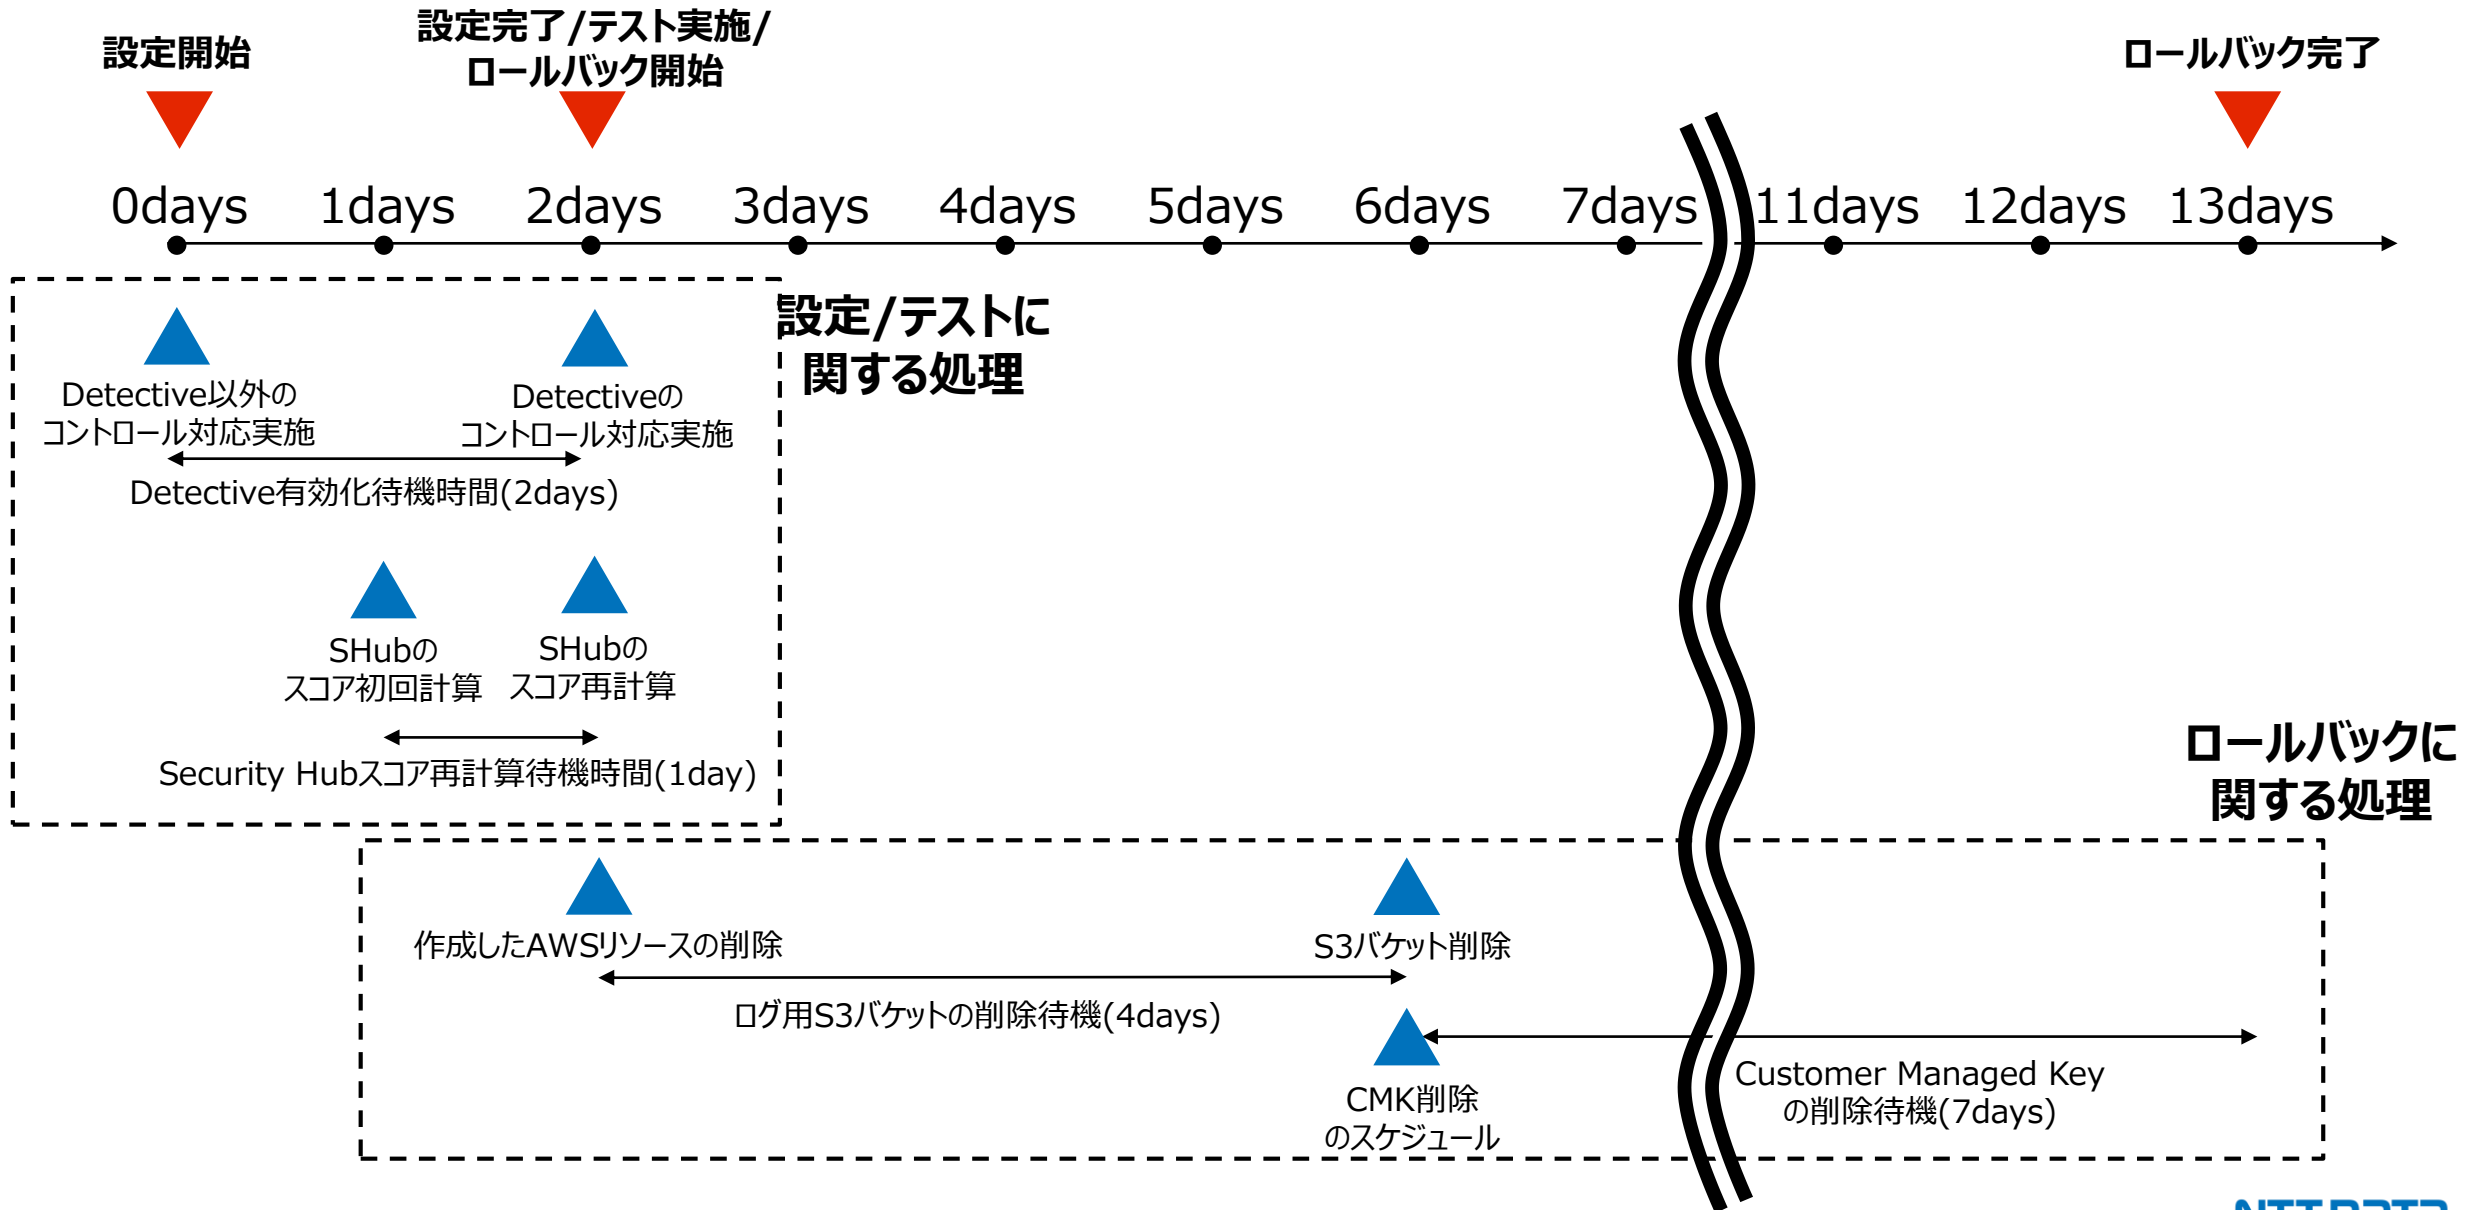 設定開始
設定完了/テスト実施/
ロールバック開始
ロールバック完了
0days
1days
2days
3days
4days
5days
6days
7days
11days
12days
13days
設定/テストに
関する処理
Detective以外の
コントロール対応実施
Detectiveの
コントロール対応実施
Detective有効化待機時間(2days)
SHubの
スコア初回計算
SHubの
スコア再計算
Security Hubスコア再計算待機時間(1day)
ロールバックに
関する処理
作成したAWSリソースの削除
S3バケット削除
ログ用S3バケットの削除待機(4days)
CMK削除
のスケジュール
Customer Managed Key
の削除待機(7days)
NTT DATA